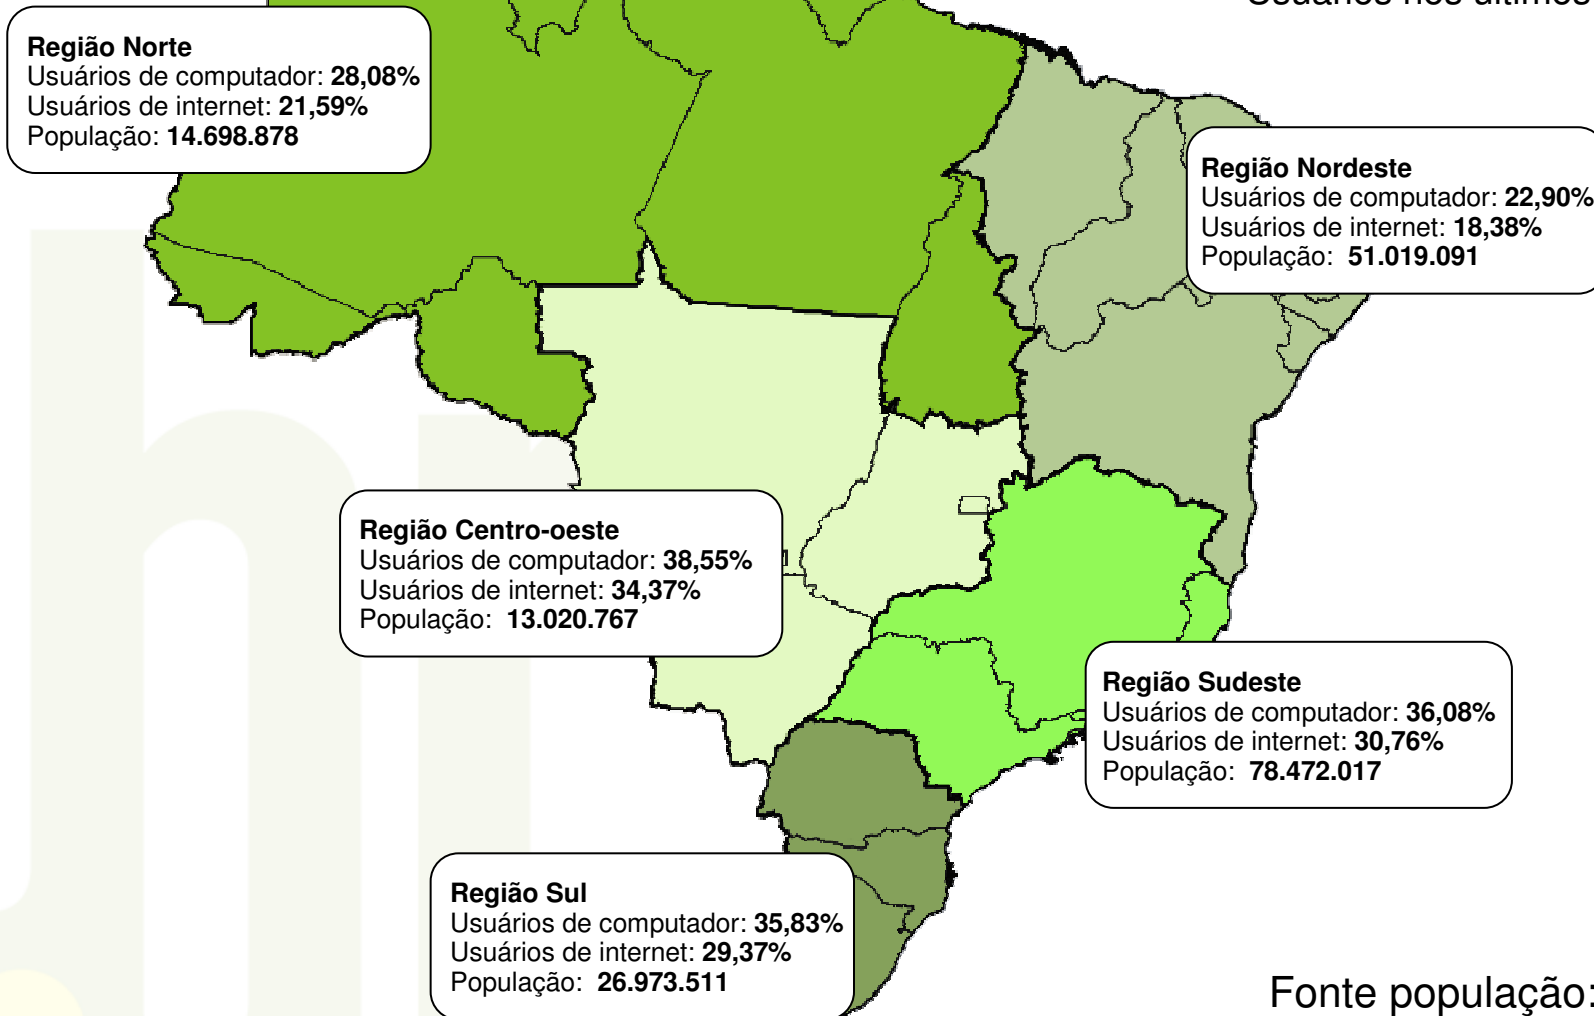 Usuários nos últimos
Região Norte
Usuários de computador: 28,08%
Usuários de internet: 21,59%
População: 14.698.878
Região Nordeste
Usuários de computador: 22,90%
Usuários de internet: 18,38%
População: 51.019.091
Região Centro-oeste
Usuários de computador: 38,55%
Usuários de internet: 34,37%
População: 13.020.767
Região Sudeste
Usuários de computador: 36,08%
Usuários de internet: 30,76%
População: 78.472.017
Região Sul
Usuários de computador: 35,83%
Usuários de internet: 29,37%
População: 26.973.511
Fonte população: